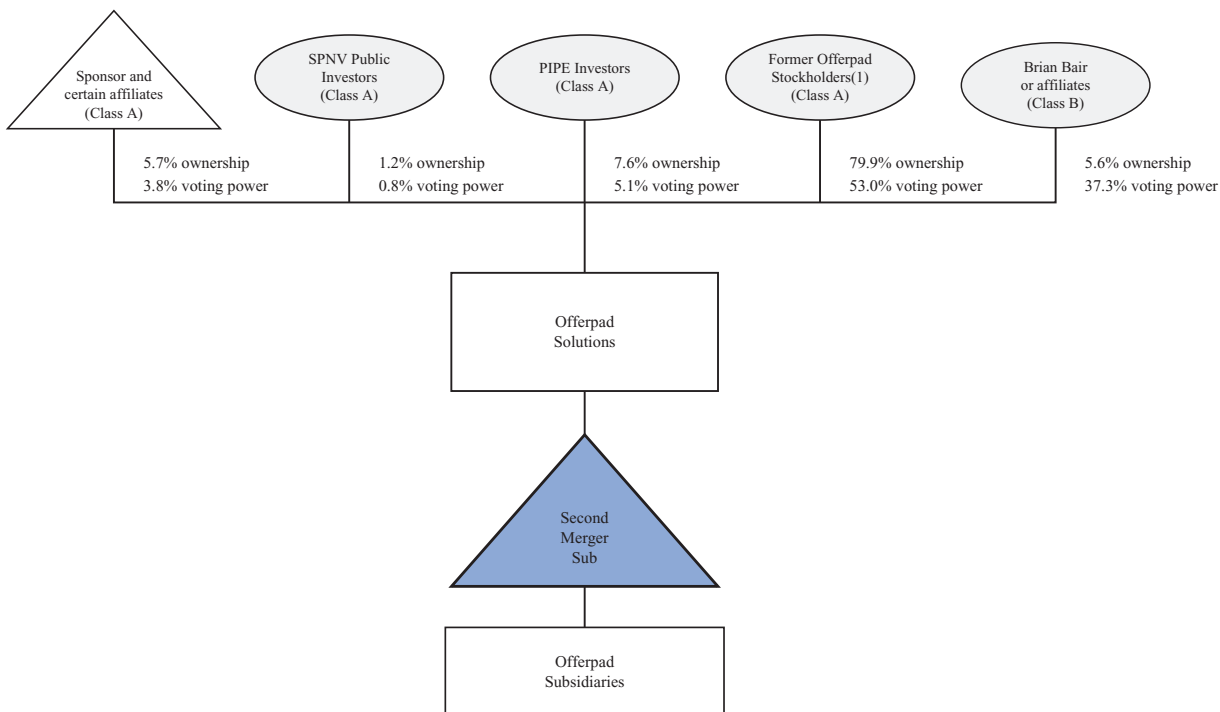 Sponsor and
certain affiliates
(Class A)
SPNV Public
Investors
(Class A)
PIPE Investors
(Class A)
Former Offerpad
Stockholders(1)
(Class A)
Brian Bair
or affiliates
(Class B)
5.7% ownership
3.8% voting power
1.2% ownership
0.8% voting power
7.6% ownership
5.1% voting power
79.9% ownership
53.0% voting power
5.6% ownership
37.3% voting power
Offerpad
Solutions
Second
Merger
Sub
Offerpad
Subsidiaries